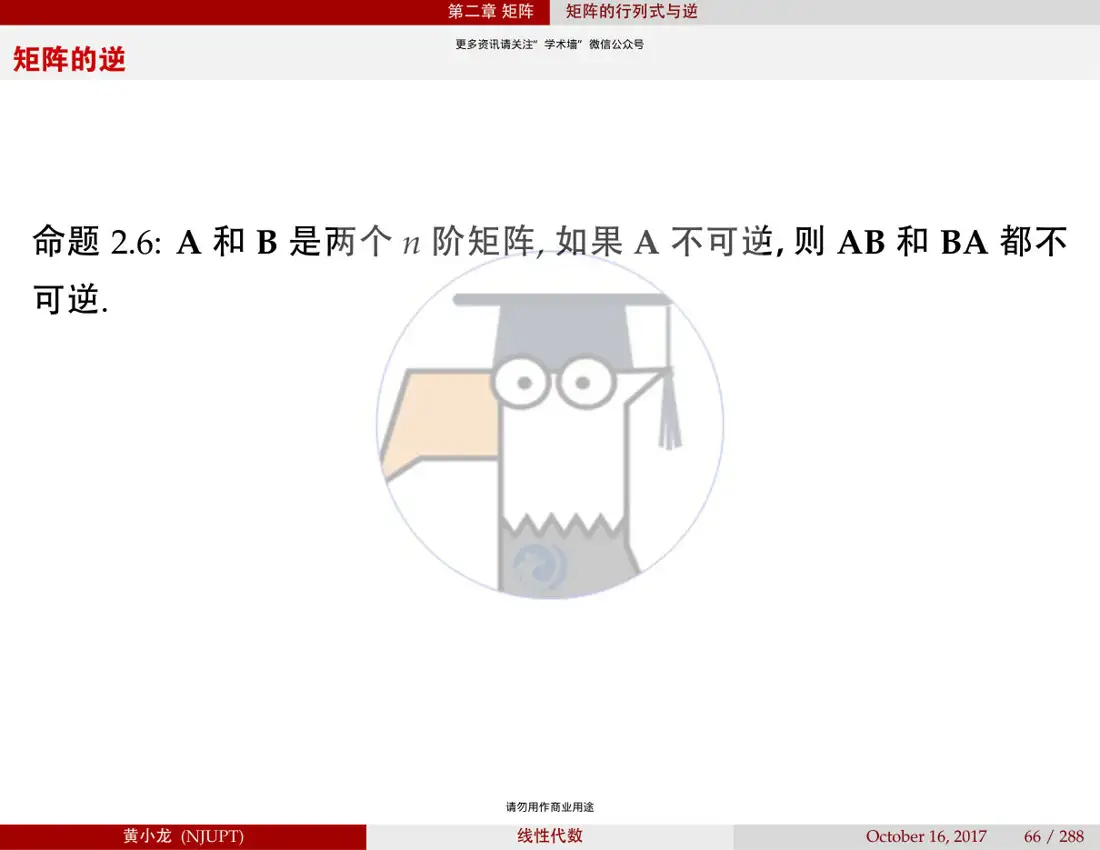 第二章 矩阵 矩阵的行列式与逆
更多资讯请关注“学术墙”微信公众号
矩阵的逆
命题 2.6: A 和 B 是两个 n 阶矩阵, 如果 A 不可逆, 则 AB 和 BA 都不
可逆.
请勿用作商业用途
黄小龙 (NJUPT) 线性代数 October 16, 2017 66 / 288